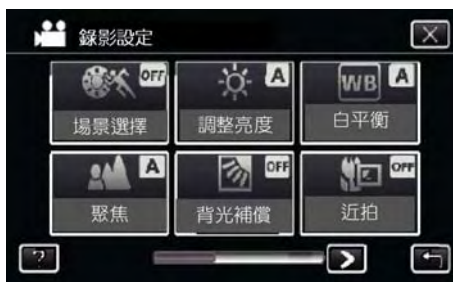 錄影設定
OFF A WB A
場景選擇 調整亮度 白平衡
A OFF OFF
聚焦 背光補償 近拍
?